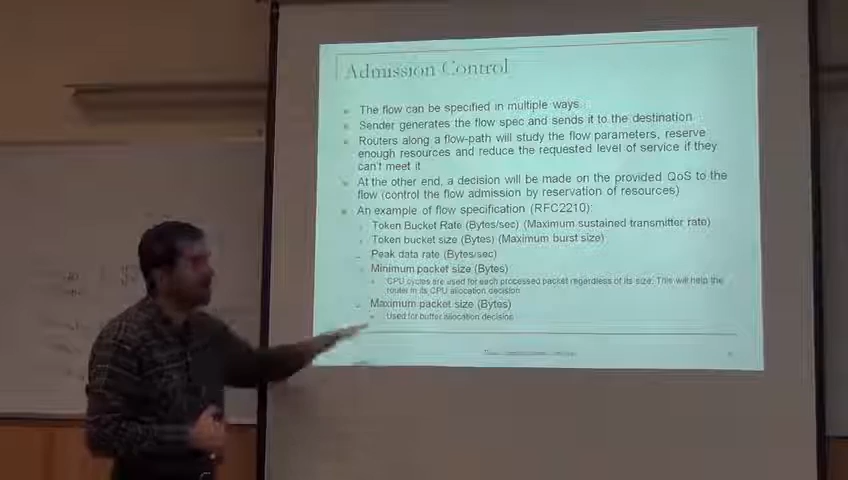 Admission Control
The flow can be specified in multiple ways.
Sender generates the flow spec and sends it to the destination
Routers along a flow-path will study the flow parameters, reserve
enough resources and reduce the requested level of service if they
can't meet it
At the other end, a decision will be made on the provided QoS to the
flow (control the flow admission by reservation of resources)
An example of flow specification (RFC2210):
Token Bucket Rate (Bytes/sec) (Maximum sustained transmitter rate)
Token bucket size (Bytes) (Maximum burst size)
Peak data rate (Bytes/sec)
Minimum packet size (Bytes)
CPU cycles are used for each processed packet regardless of its size. This will help the
router in its CPU allocation decision
Maximum packet size (Bytes)
Used for buffer allocation decision